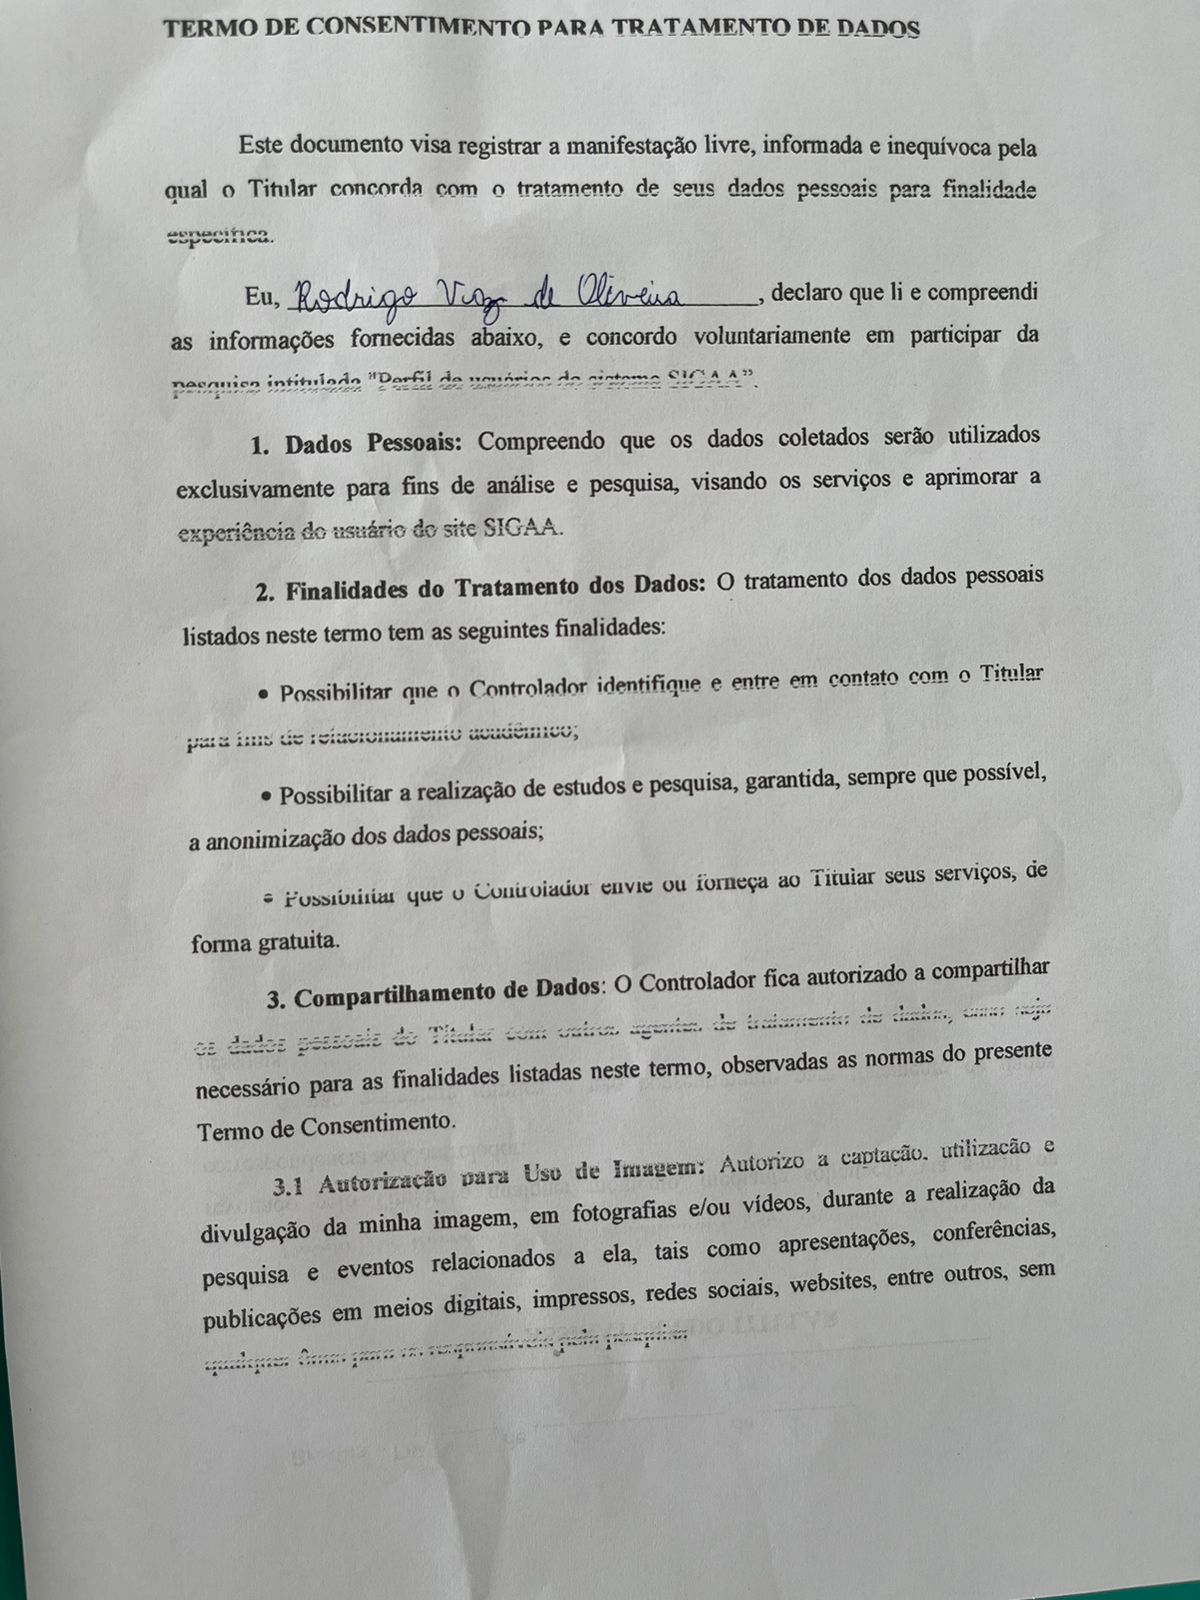 TERMO DE CONSENTIMENTO PARA TRATAMENTO DE DADOS
Este documento visa registrar a manifestação livre, informada e inequívoca pela
qual o Titular concorda com o tratamento de seus dados pessoais para finalidade
específica.
Eu, Rodrigo Vaz de Oliveira, declaro que li e compreendi
as informações fornecidas abaixo, e concordo voluntariamente em participar da
pesquisa intitulada "Perfil de usuários do sistema SIGAA".
1. Dados Pessoais: Compreendo que os dados coletados serão utilizados
exclusivamente para fins de análise e pesquisa, visando os serviços e aprimorar a
experiência do usuário do site SIGAA.
2. Finalidades do Tratamento dos Dados: O tratamento dos dados pessoais
listados neste termo tem as seguintes finalidades:
• Possibilitar que o Controlador identifique e entre em contato com o Titular
para fins de relacionamento acadêmico;
• Possibilitar a realização de estudos e pesquisa, garantida, sempre que possível,
a anonimização dos dados pessoais;
• Possibilitar que o Controlador envie ou forneça ao Titular seus serviços, de
forma gratuita.
3. Compartilhamento de Dados: O Controlador fica autorizado a compartilhar
os dados pessoais do Titular com outros agentes de tratamento de dados, caso seja
necessário para as finalidades listadas neste termo, observadas as normas do presente
Termo de Consentimento.
3.1 Autorização para Uso de Imagem: Autorizo a captação, utilização e
divulgação da minha imagem, em fotografias e/ou vídeos, durante a realização da
pesquisa e eventos relacionados a ela, tais como apresentações, conferências,
publicações em meios digitais, impressos, redes sociais, websites, entre outros, sem
qualquer ônus para os responsáveis pela pesquisa.